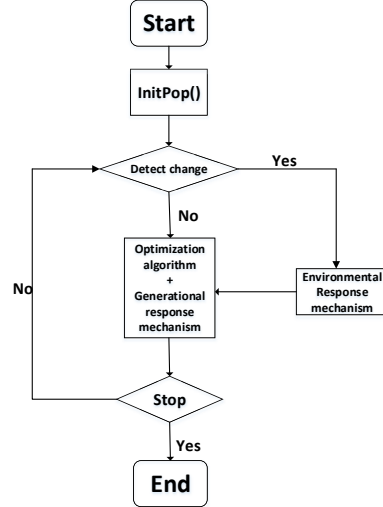 Start
InitPop()
Detect change
Yes
No
Optimization
algorithm
+
Generational
response
mechanism
Environmental
Response
mechanism
No
Stop
Yes
End